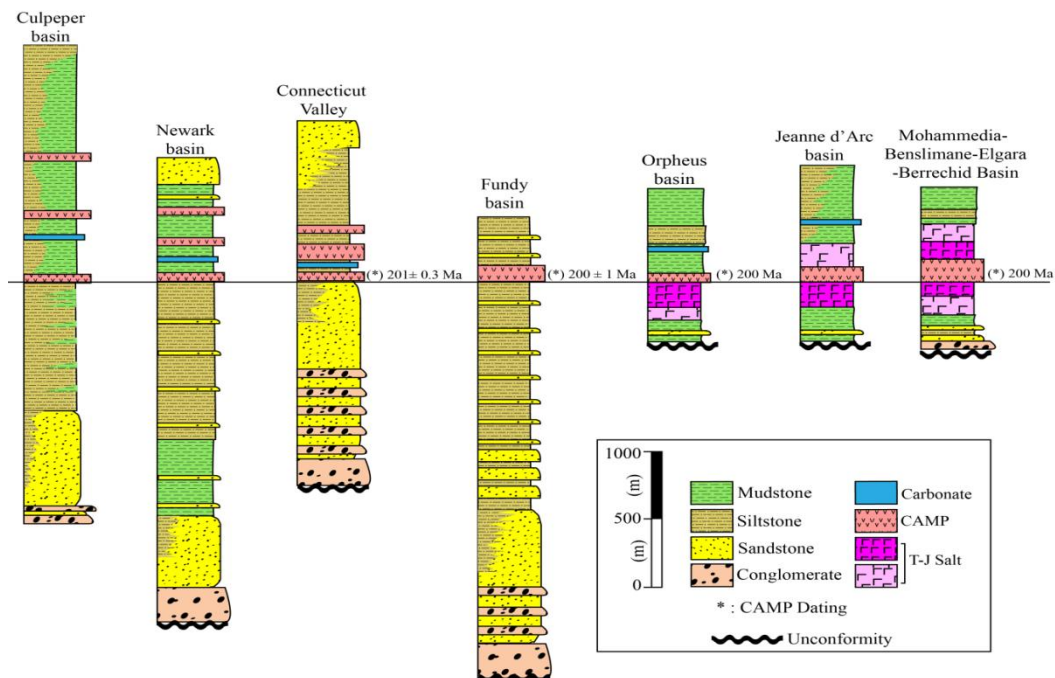 Culpeper
basin
Newark
basin
Connecticut
Valley
Fundy
basin
Orpheus
basin
Jeanne d’Arc
basin
Mohammedia-
Benslimane-Elgara
-Berrechid Basin
(*) 201± 0.3 Ma
(*) 200 ± 1 Ma
(*) 200 Ma
(*) 200 Ma
1000
(m)
500
(m)
0
Mudstone
Siltstone
Sandstone
Conglomerate
Carbonate
CAMP
T-J Salt
* : CAMP Dating
Unconformity